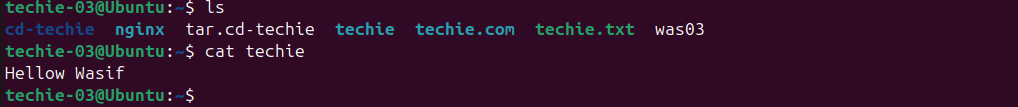 techie-03@Ubuntu:~$ ls
cd-techie nginx tar.cd-techie techie techie.com techie.txt was03
techie-03@Ubuntu:~$ cat techie
Hellow Wasif
techie-03@Ubuntu:~$